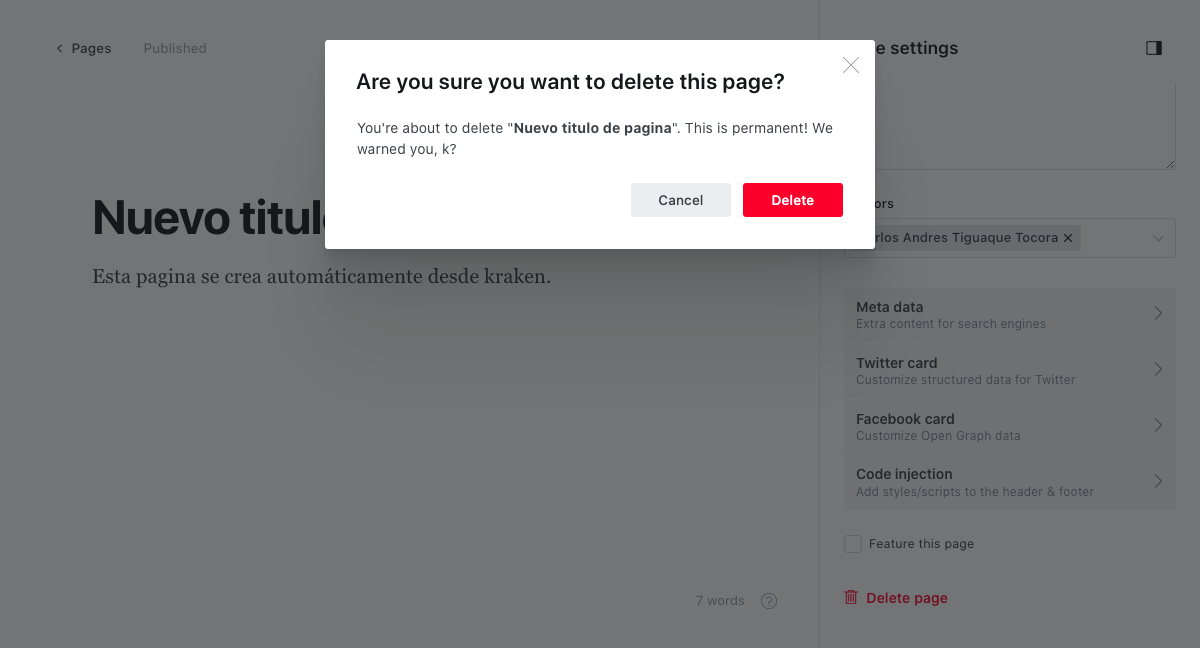 Pages
Published
Are you sure you want to delete this page?
You're about to delete "Nuevo titulo de pagina". This is permanent! We
warned you, k?
Cancel
Delete
settings
Nuevo
Esta pagina se crea automáticamente desde kraken.
Andres Tiguaque Tocora
Meta data
Extra content for search engines
Twitter card
Customize structured data for Twitter
Facebook card
Customize Open Graph data
Code injection
Add styles/scripts to the header & footer
Feature this page
Delete page
7 words
?